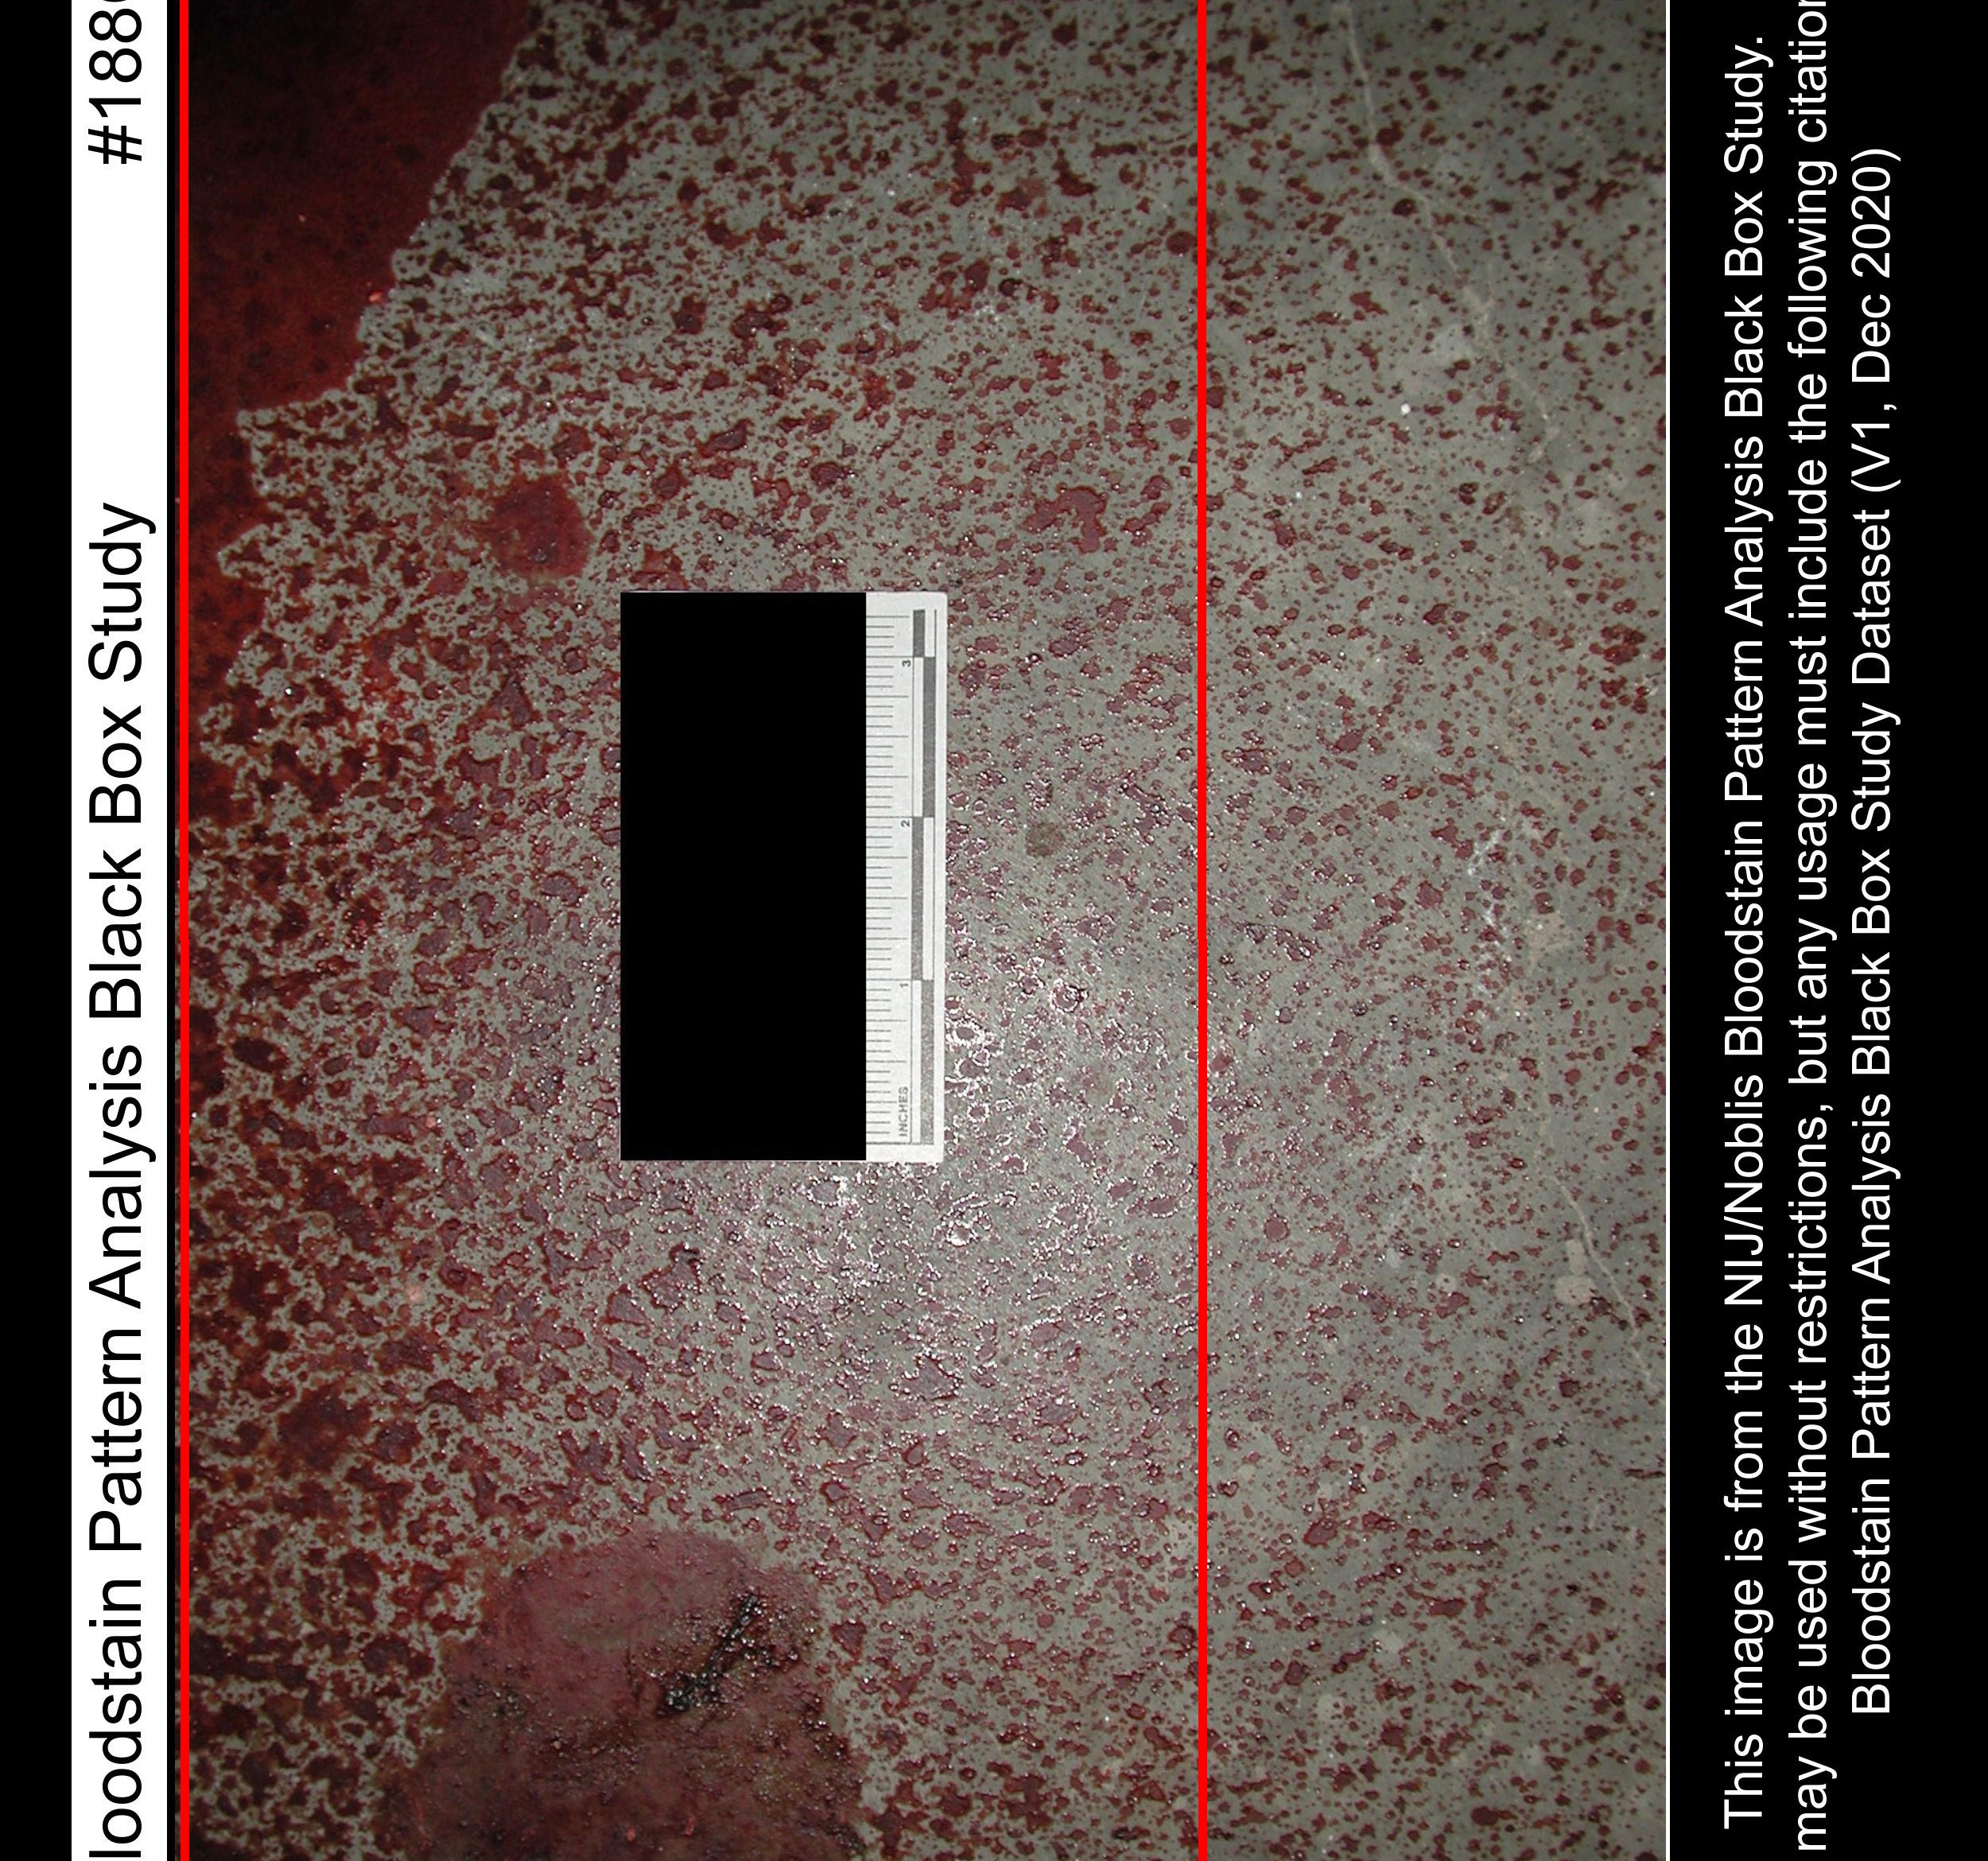 loodstain Pattern Analysis Black Box Study #188
3
2
1
INCHES
This image is from the NIJ/Noblis Bloodstain Pattern Analysis Black Box Study.
may be used without restrictions, but any usage must include the following citation
Bloodstain Pattern Analysis Black Box Study Dataset (V1, Dec 2020)